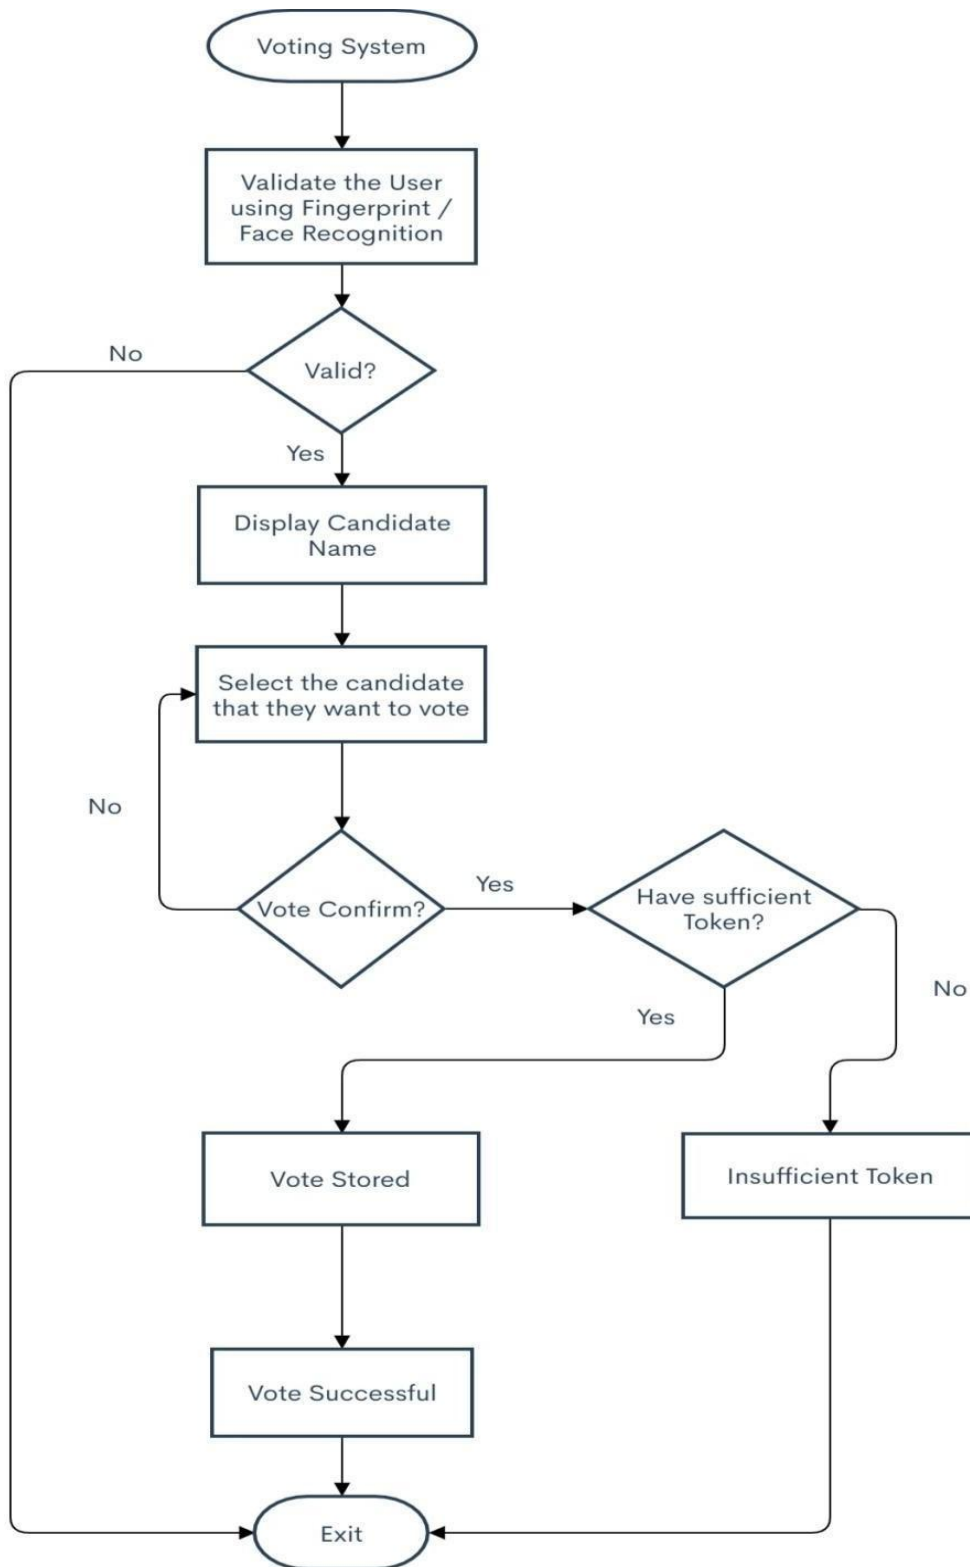 Voting System
Validate the User
using Fingerprint /
Face Recognition
No
Valid?
Yes
Display Candidate
Name
Select the candidate
that they want to vote
No
Vote Confirm?
Yes
Have sufficient
Token?
No
Yes
Vote Stored
Insufficient Token
Vote Successful
Exit